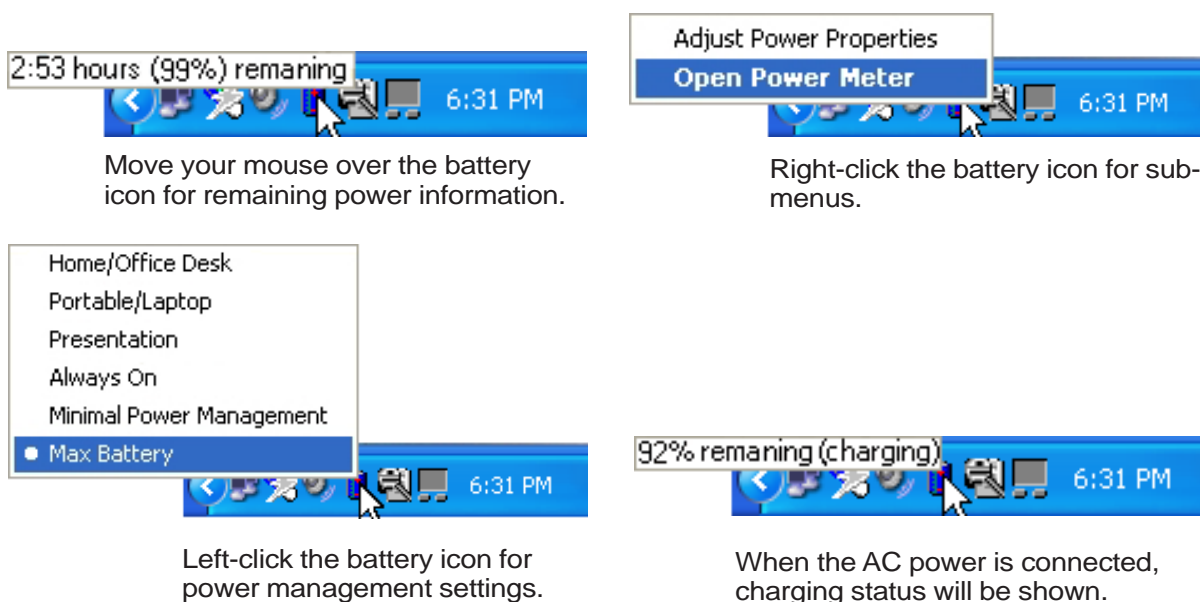 2:53 hours (99%) remaning
6:31 PM
Move your mouse over the battery
icon for remaining power information.
Adjust Power Properties
Open Power Meter
6:31 PM
Right-click the battery icon for sub-
menus.
Home/Office Desk
Portable/Laptop
Presentation
Always On
Minimal Power Management
Max Battery
6:31 PM
Left-click the battery icon for
power management settings.
92% remaning (charging)
6:31 PM
When the AC power is connected,
charging status will be shown.